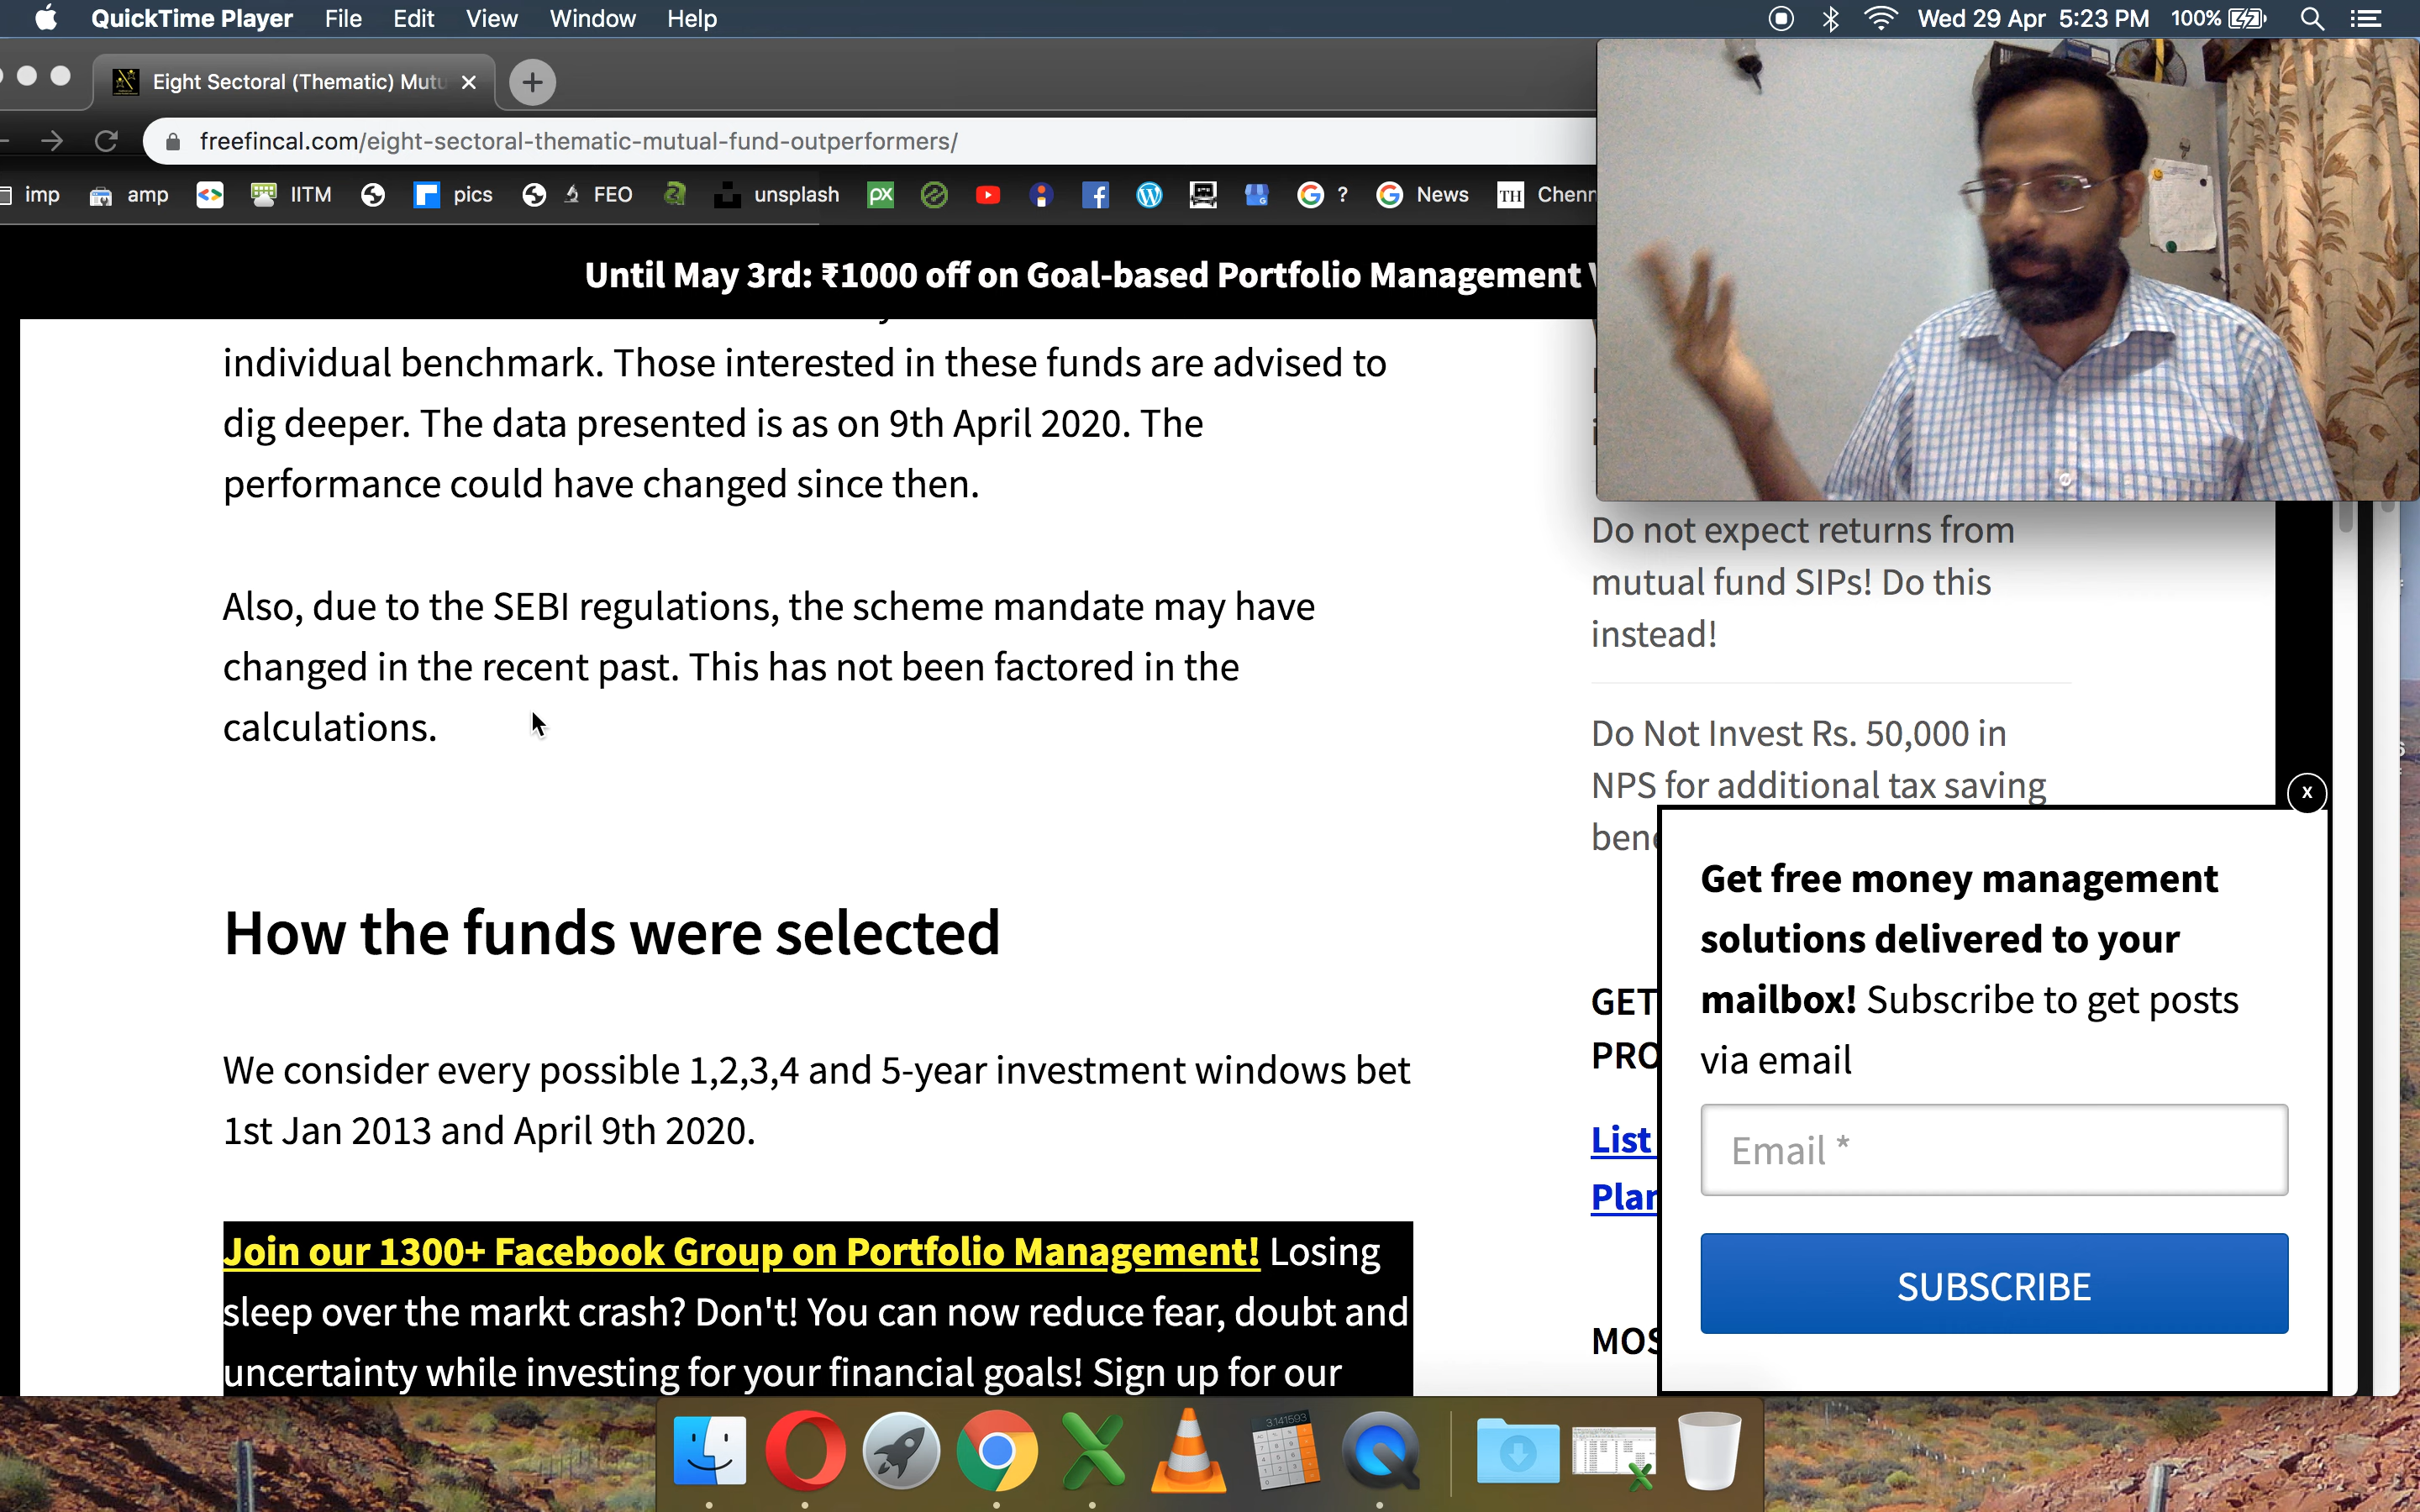 QuickTime Player File Edit View Window Help
Wed 29 Apr 5:23 PM 100%
Eight Sectoral (Thematic) Mutu
freefincal.com/eight-sectoral-thematic-mutual-fund-outperformers/
imp amp IITM pics FEO unsplash px ? News TH Chenn
Until May 3rd: ₹1000 off on Goal-based Portfolio Management
individual benchmark. Those interested in these funds are advised to
dig deeper. The data presented is as on 9th April 2020. The
performance could have changed since then.
Also, due to the SEBI regulations, the scheme mandate may have
changed in the recent past. This has not been factored in the
calculations.
How the funds were selected
We consider every possible 1,2,3,4 and 5-year investment windows bet
1st Jan 2013 and April 9th 2020.
Join our 1300+ Facebook Group on Portfolio Management! Losing
sleep over the markt crash? Don't! You can now reduce fear, doubt and
uncertainty while investing for your financial goals! Sign up for our
Do not expect returns from
mutual fund SIPs! Do this
instead!
Do Not Invest Rs. 50,000 in
NPS for additional tax saving
bene
GET
PRO
List
Plan
MOS
x
Get free money management
solutions delivered to your
mailbox! Subscribe to get posts
via email
Email *
SUBSCRIBE
3.141593